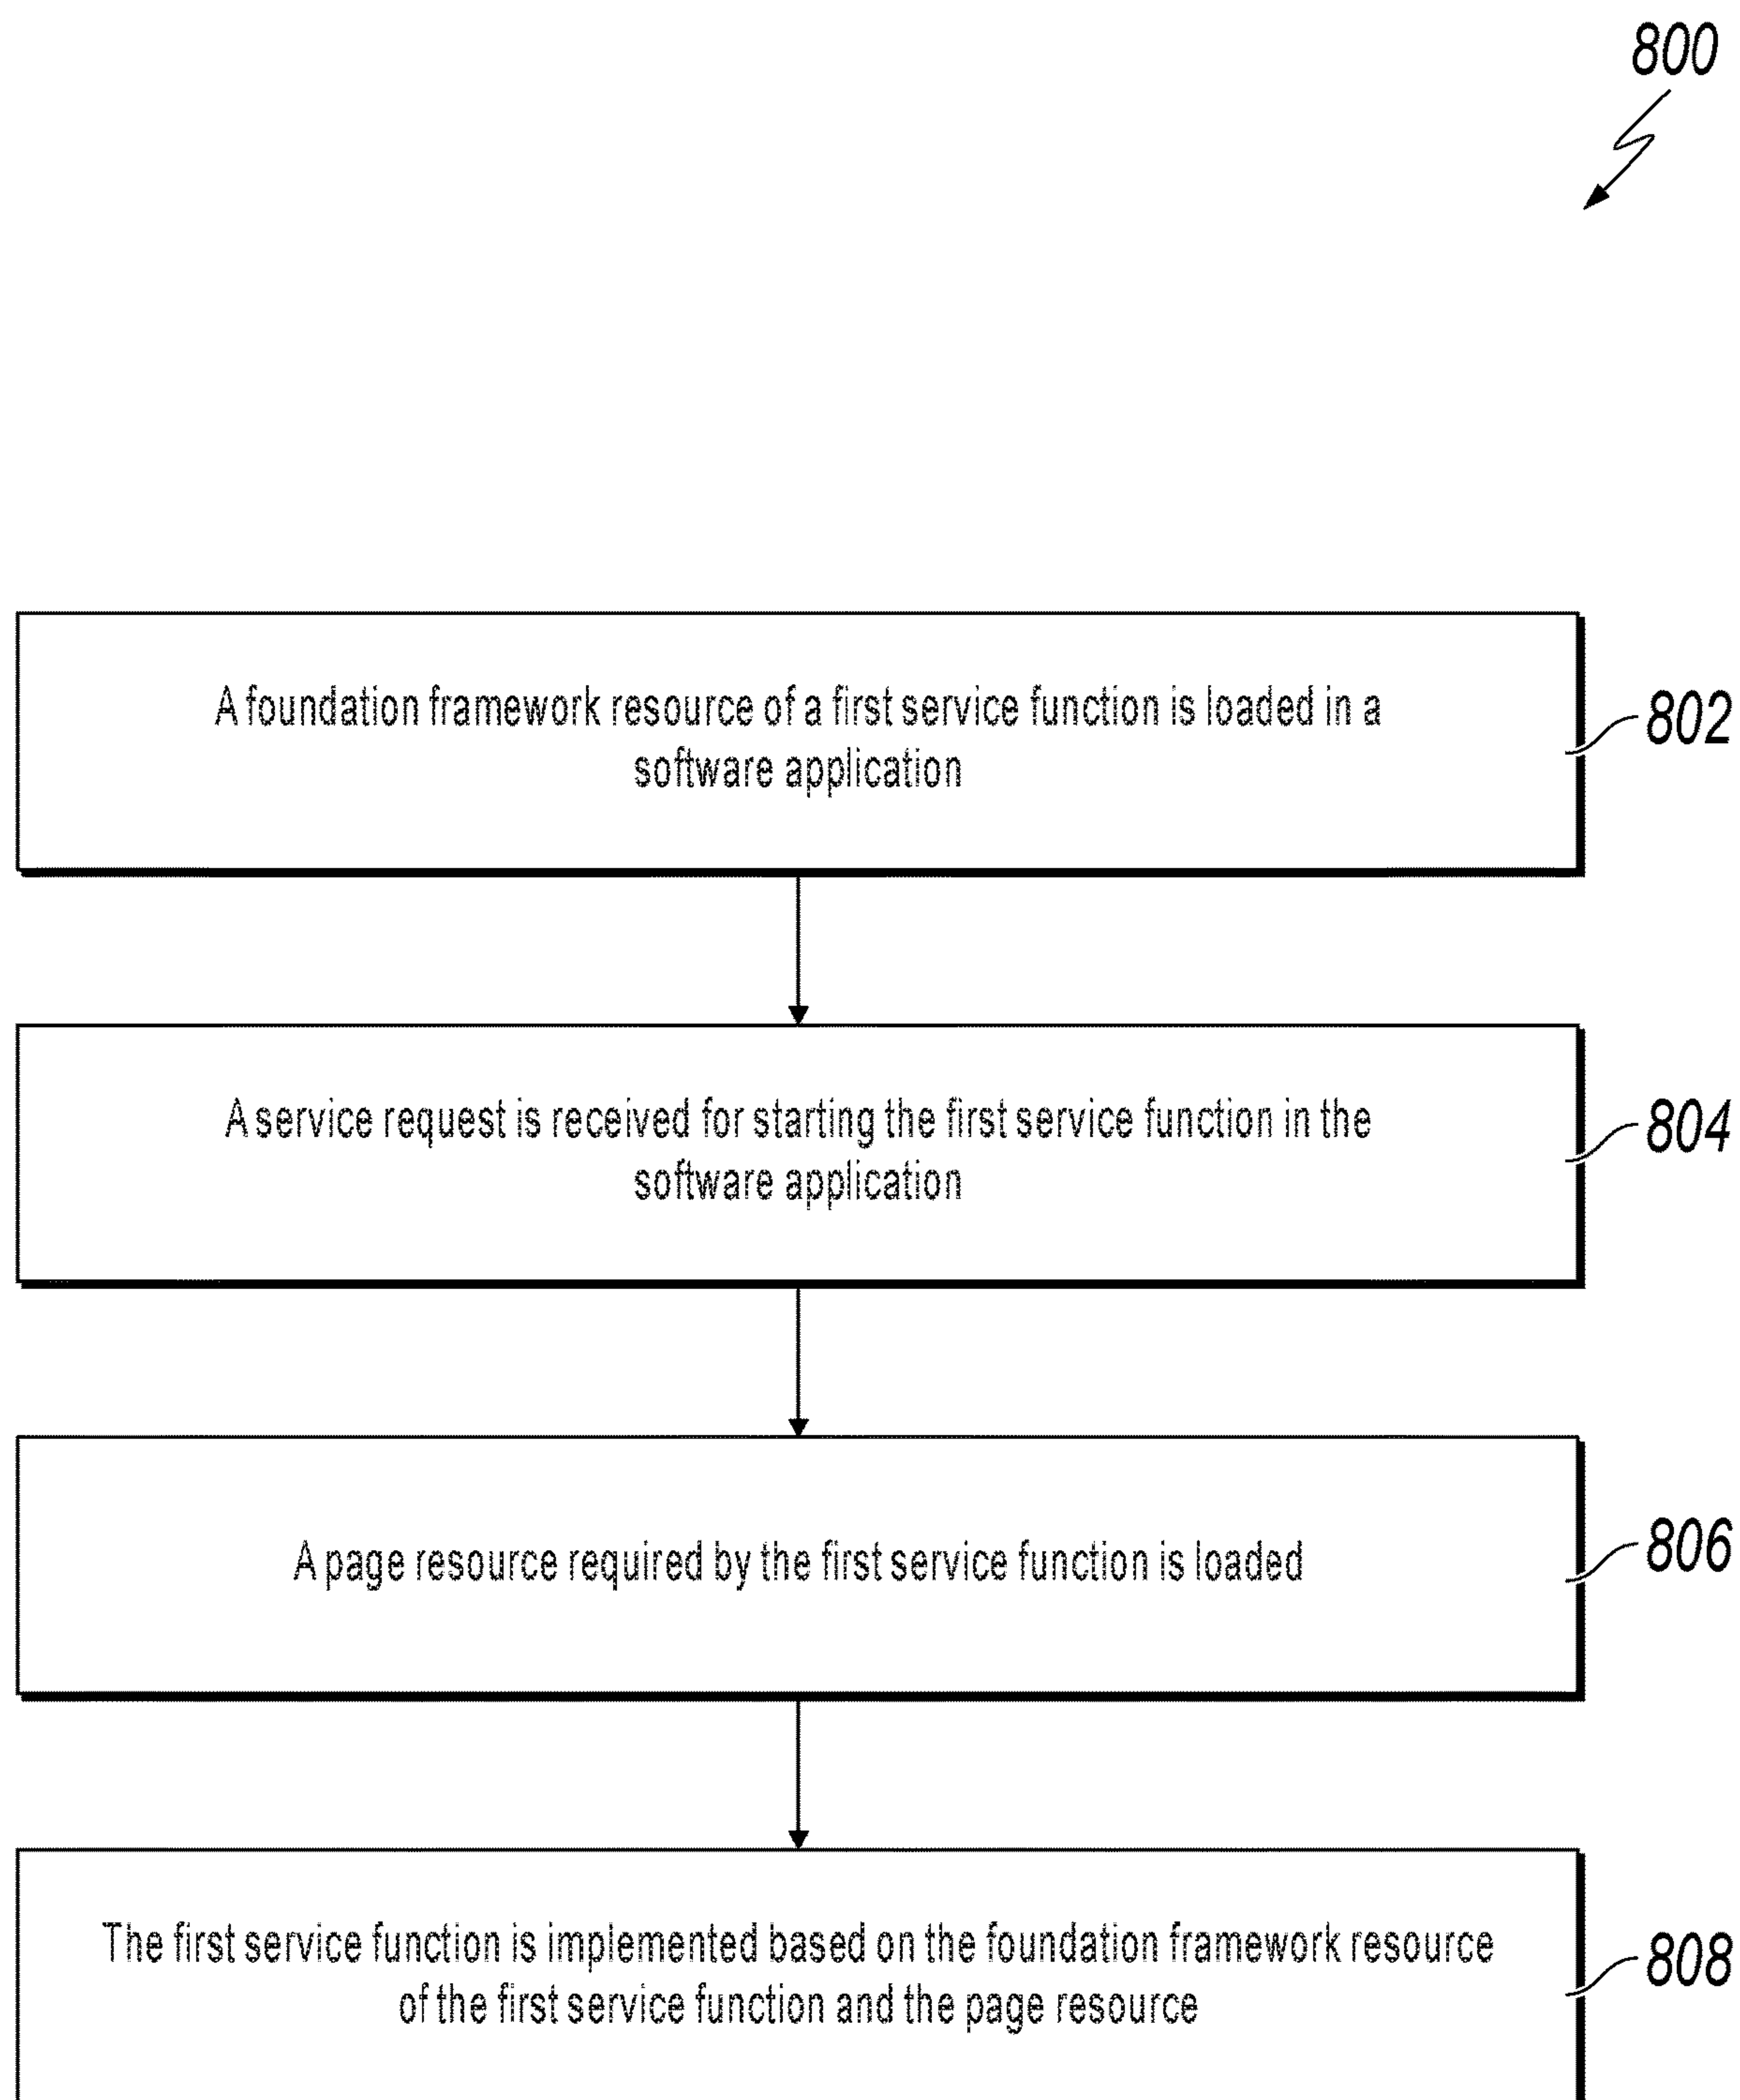 800
A foundation framework resource of a first service function is loaded in a
software application
802
A service request is received for starting the first service function in the
software application
804
A page resource required by the first service function is loaded
806
The first service function is implemented based on the foundation framework resource
of the first service function and the page resource
808